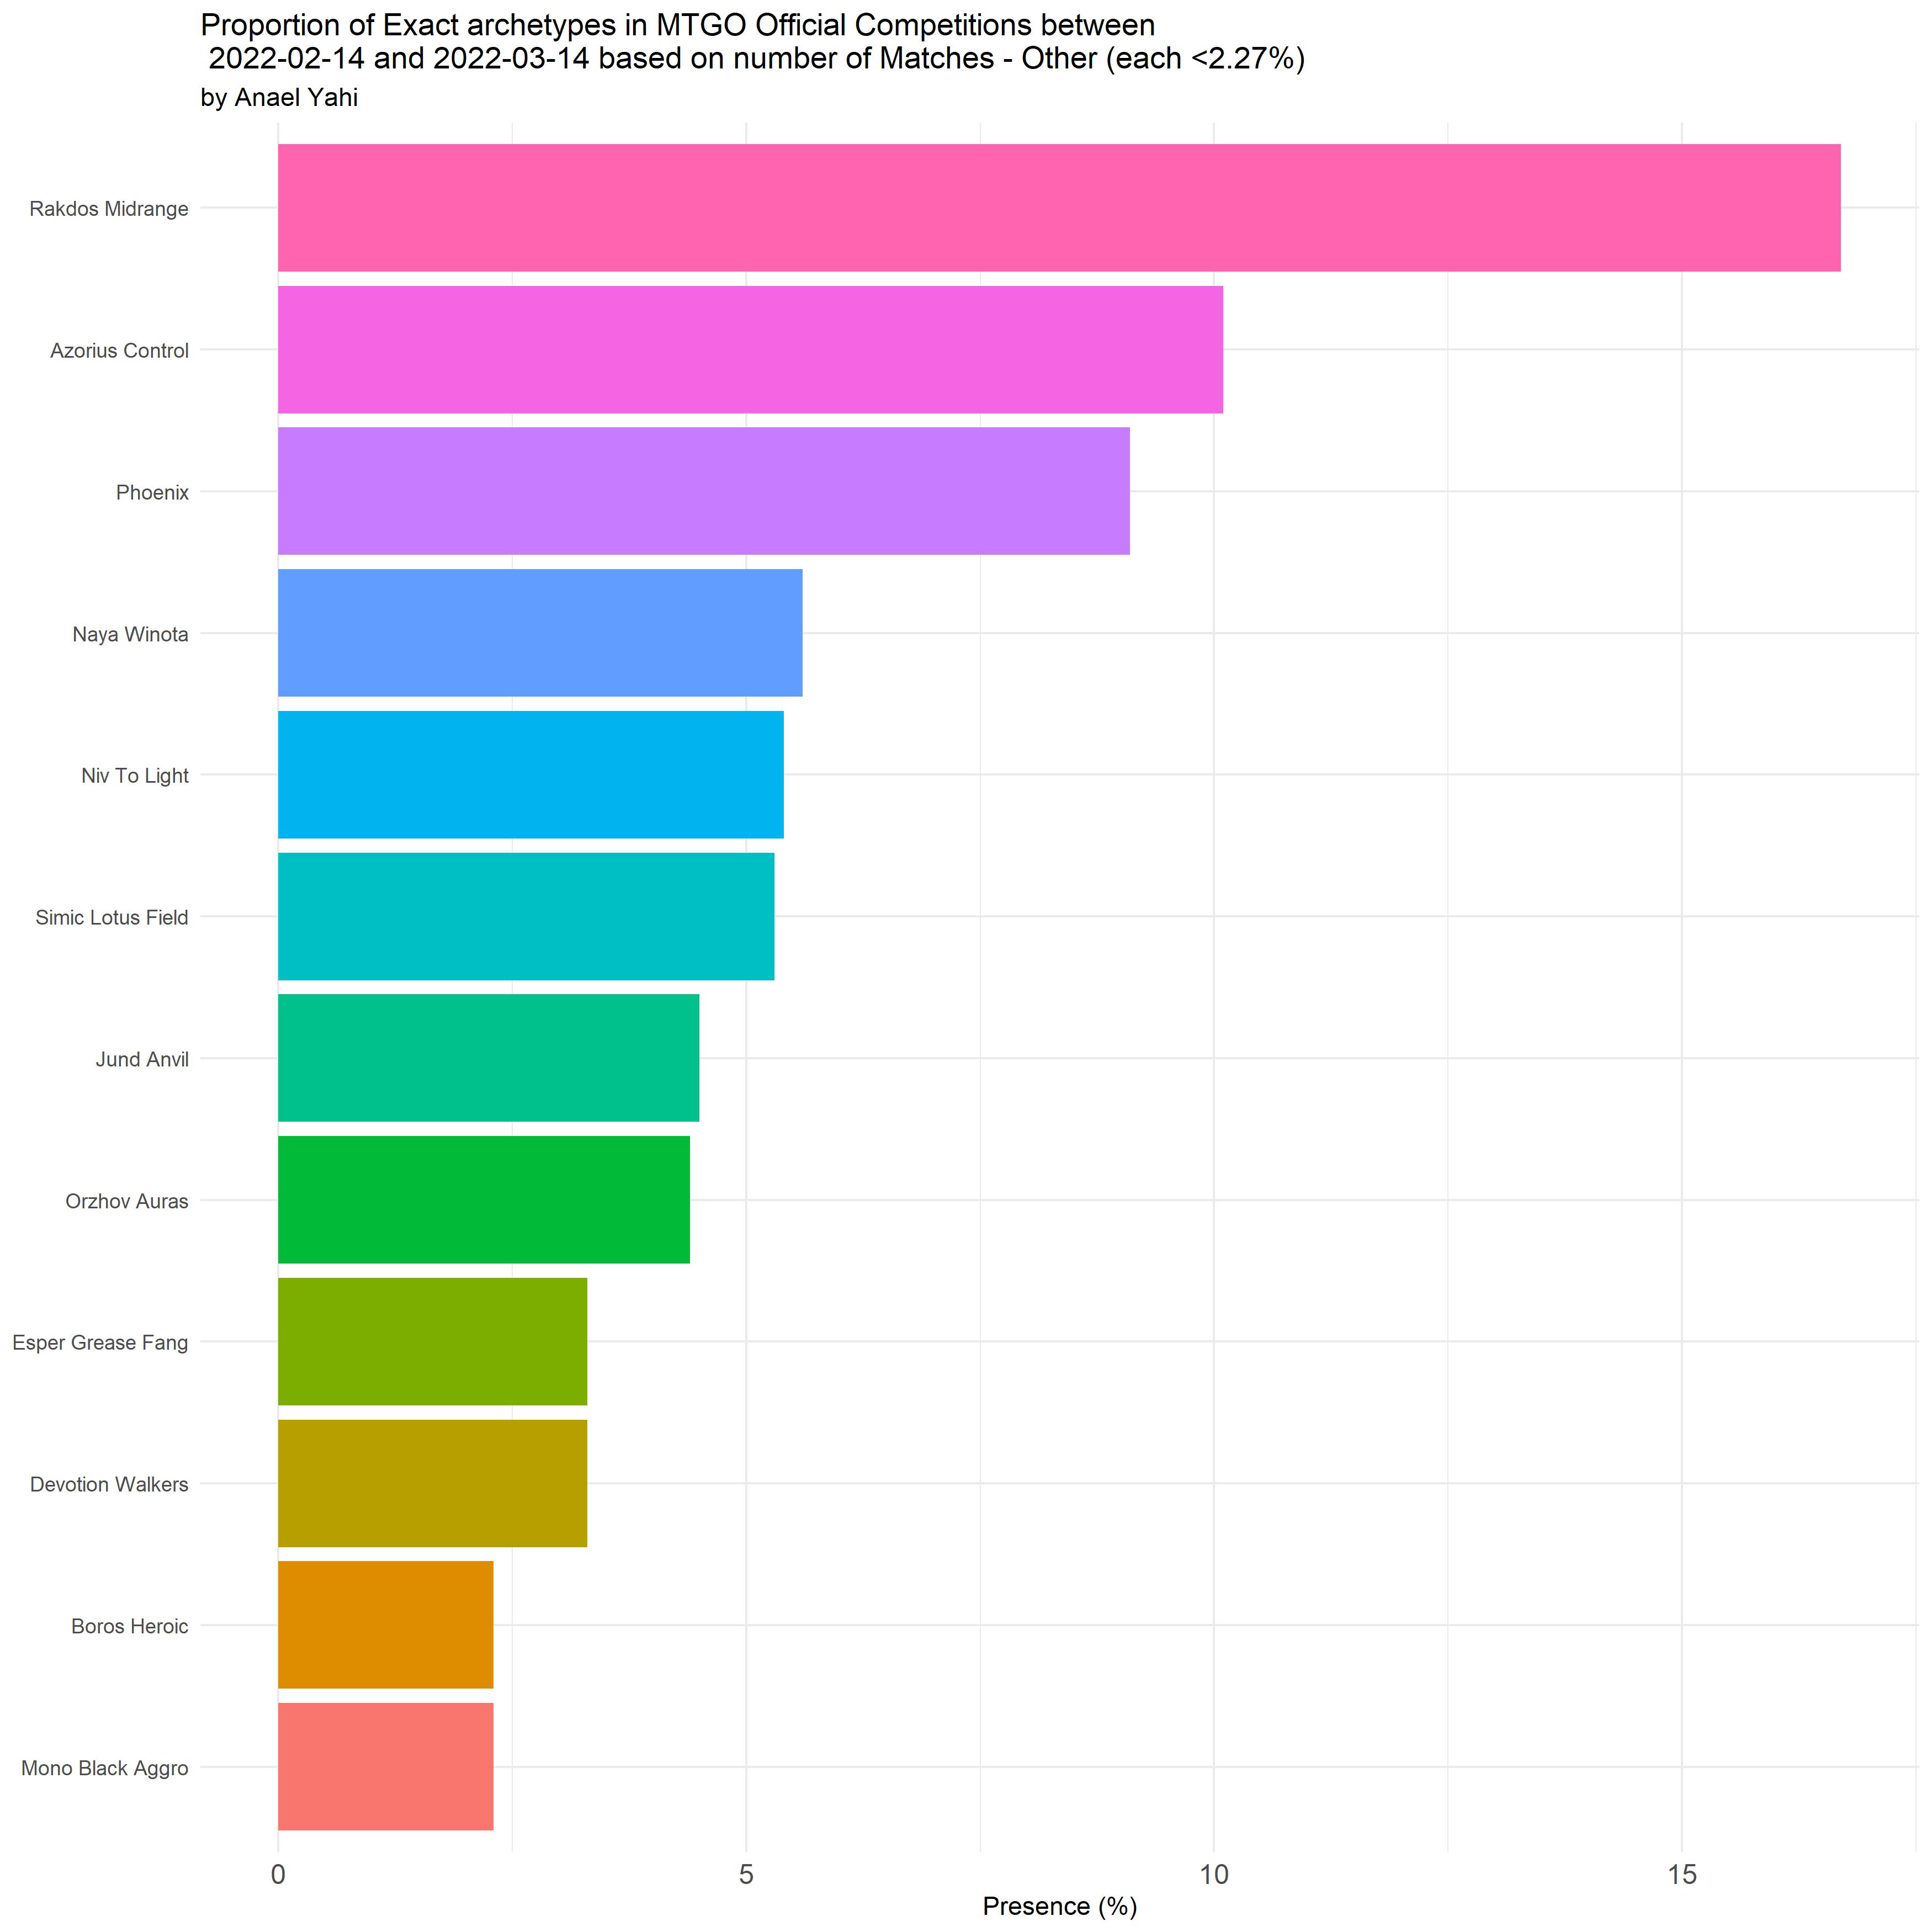 Proportion of Exact archetypes in MTGO Official Competitions between
2022-02-14 and 2022-03-14 based on number of Matches - Other (each <2.27%)
by Anael Yahi
Rakdos Midrange
Azorius Control
Phoenix
Naya Winota
Niv To Light
Simic Lotus Field
Jund Anvil
Orzhov Auras
Esper Grease Fang
Devotion Walkers
Boros Heroic
Mono Black Aggro
0 5 10 15
Presence (%)